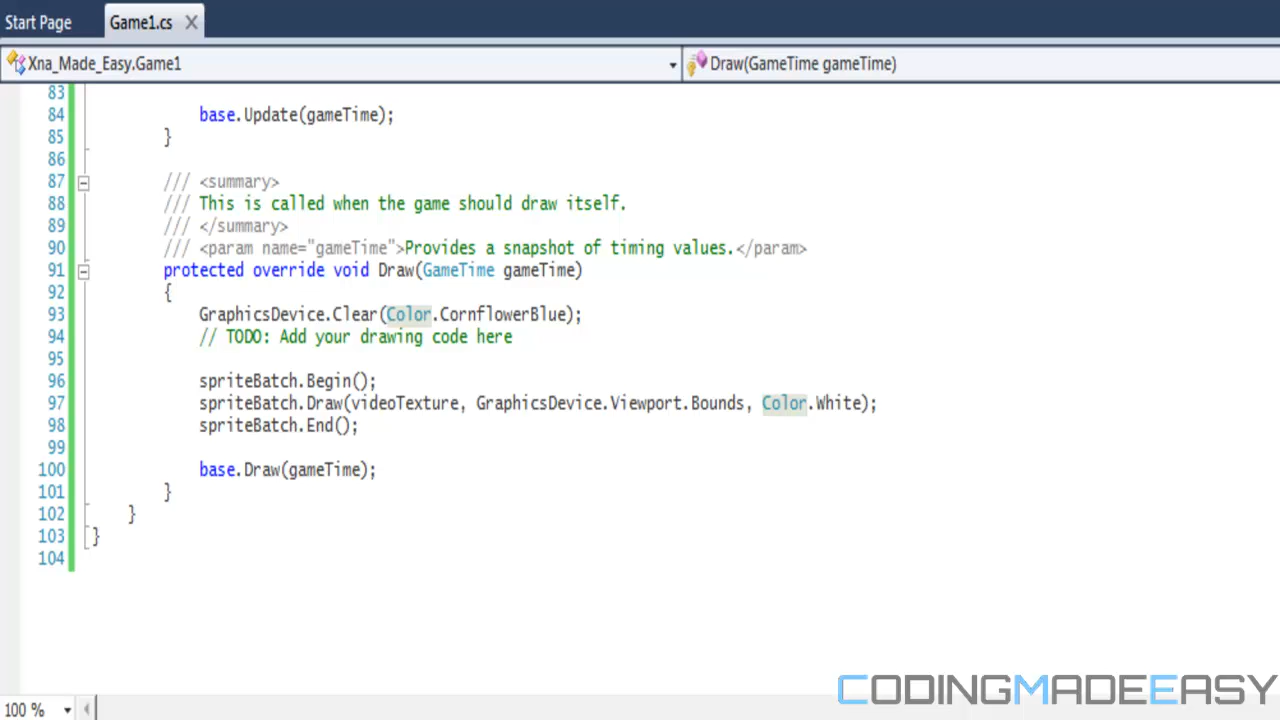 Start Page Game1.cs
Xna_Made_Easy.Game1 Draw(GameTime gameTime)
83
84 base.Update(gameTime);
85 }
86
87 /// <summary>
88 /// This is called when the game should draw itself.
89 /// </summary>
90 /// <param name="gameTime">Provides a snapshot of timing values.</param>
91 protected override void Draw(GameTime gameTime)
92 {
93 GraphicsDevice.Clear(Color.CornflowerBlue);
94 // TODO: Add your drawing code here
95
96 spriteBatch.Begin();
97 spriteBatch.Draw(videoTexture, GraphicsDevice.Viewport.Bounds, Color.White);
98 spriteBatch.End();
99
100 base.Draw(gameTime);
101 }
102 }
103 }
104
CODINGMADEEASY
100 %